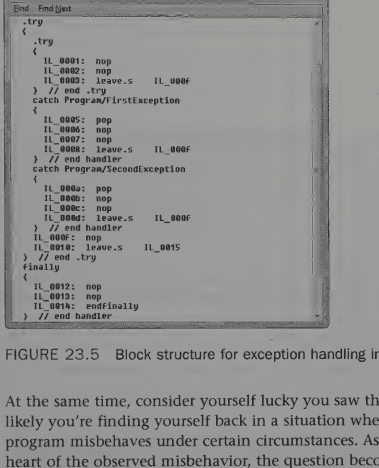 Find Find Next
.try
{
.try
{
IL_0001: nop
IL_0002: nop
IL_0003: leave.s IL_000f
} // end .try
catch Program/FirstException
{
IL_0005: pop
IL_0006: nop
IL_0007: nop
IL_0008: leave.s IL_000f
} // end handler
catch Program/SecondException
{
IL_000a: pop
IL_000b: nop
IL_000c: nop
IL_000d: leave.s IL_000f
} // end handler
IL_000f: nop
IL_0010: leave.s IL_0015
} // end .try
finally
{
IL_0012: nop
IL_0013: nop
IL_0014: endfinally
} // end handler
FIGURE 23.5 Block structure for exception handling in
At the same time, consider yourself lucky you saw th
likely you're finding yourself back in a situation whe
program misbehaves under certain circumstances. As
heart of the observed misbehavior, the question beco